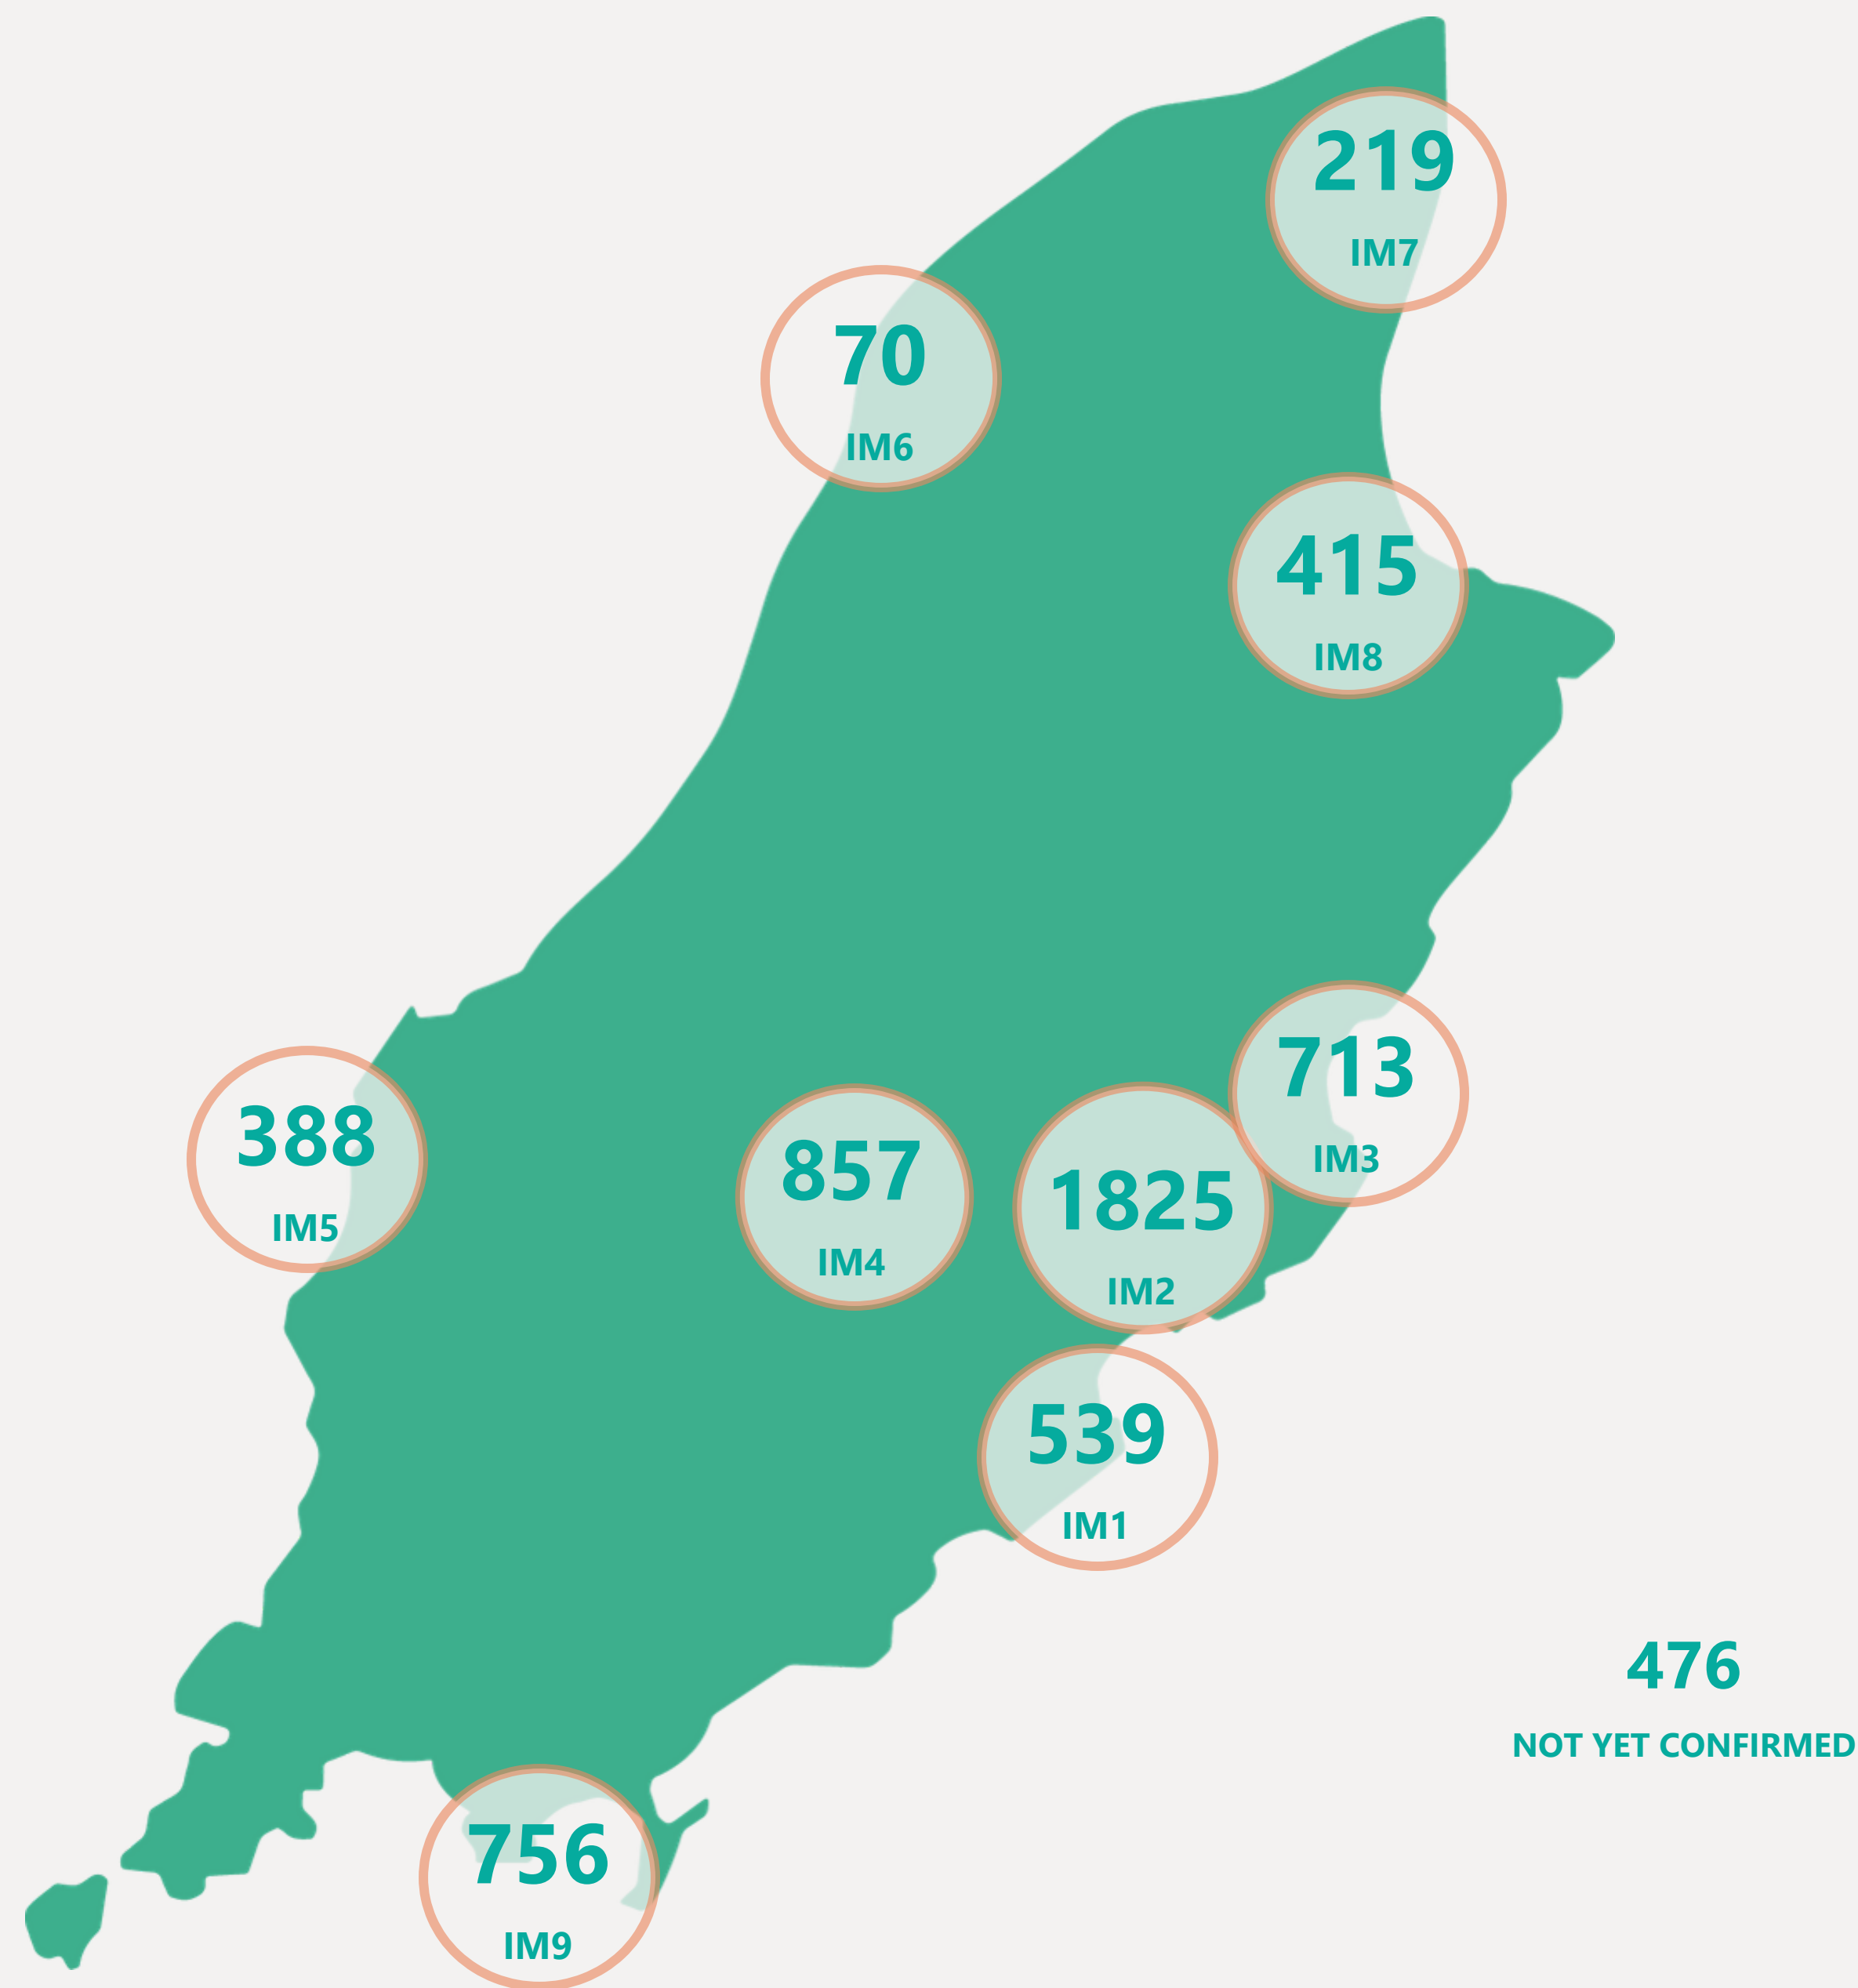 219
IM7
70
IM6
415
IM8
713
IM3
388
IM5
857
IM4
1825
IM2
539
IM1
476
NOT YET CONFIRMED
756
IM9